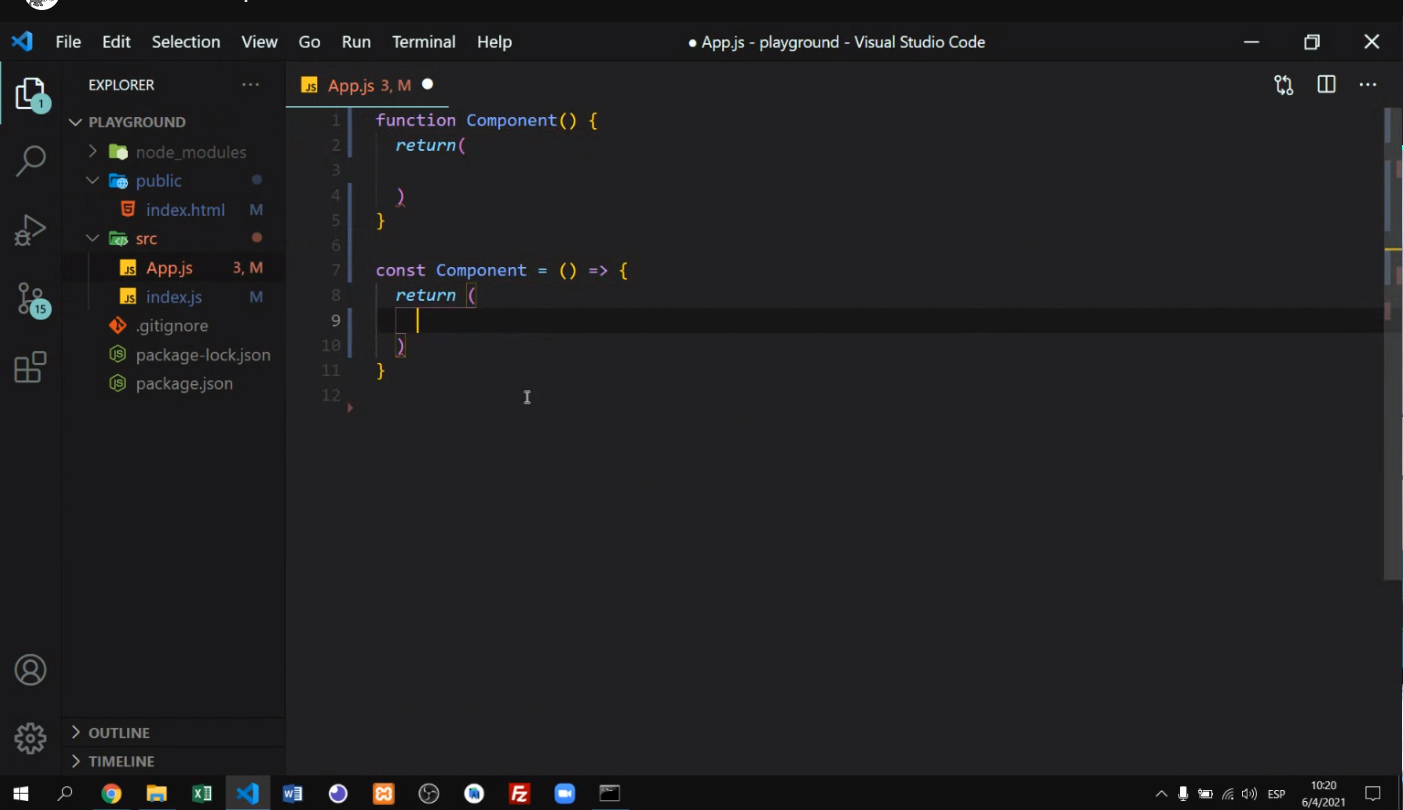 File Edit Selection View Go Run Terminal Help
● App.js - playground - Visual Studio Code
EXPLORER
App.js 3, M
PLAYGROUND
node_modules
public
index.html M
src
App.js 3, M
index.js M
.gitignore
package-lock.json
package.json
OUTLINE
TIMELINE
1
15
1 function Component() {
2 return(
3
4 )
5 }
6
7 const Component = () => {
8 return (
9
10 )
11 }
12
ESP
10:20
6/4/2021